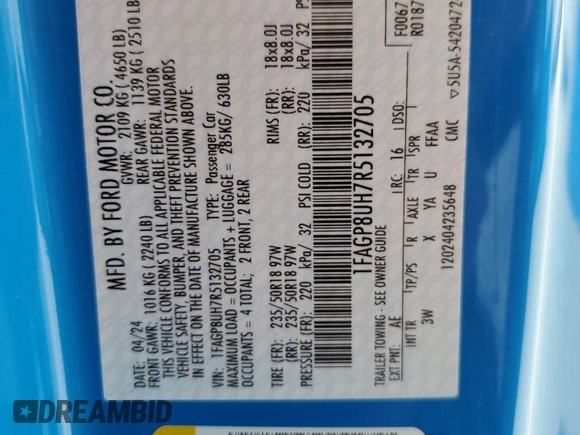 MFD. BY FORD MOTOR CO.
DATE: 04/24 GVWR: 2109 KG ( 4650 LB)
FRONT GAWR: 1016 KG ( 2240 LB) REAR GAWR: 1139 KG ( 2510 LB)
THIS VEHICLE CONFORMS TO ALL APPLICABLE FEDERAL MOTOR
VEHICLE SAFETY, BUMPER, AND THEFT PREVENTION STANDARDS
IN EFFECT ON THE DATE OF MANUFACTURE SHOWN ABOVE.
VIN: 1FAGP8UH7R5132705 TYPE: Passenger Car
MAXIMUM LOAD = OCCUPANTS + LUGGAGE = 285KG/ 630LB
OCCUPANTS = 4 TOTAL; 2 FRONT, 2 REAR
TIRE (FR): 235/50R18 97W RIMS (FR): 18x8.0J
(RR): 235/50R18 97W (RR): 18x8.0J
PRESSURE (FR): 220 kPa/ 32 PSI COLD (RR): 220 kPa/ 32 PS
1FAGP8UH7R5132705
F0067
R0187
TRAILER TOWING - SEE OWNER GUIDE
EXT PNT: AE RC: 16 DSO:
INT TR TP/PS R AXLE TR SPR
3W X YA U FFAA
1202404235648 CMC
▽5U5A-5420472-
DREAMBID